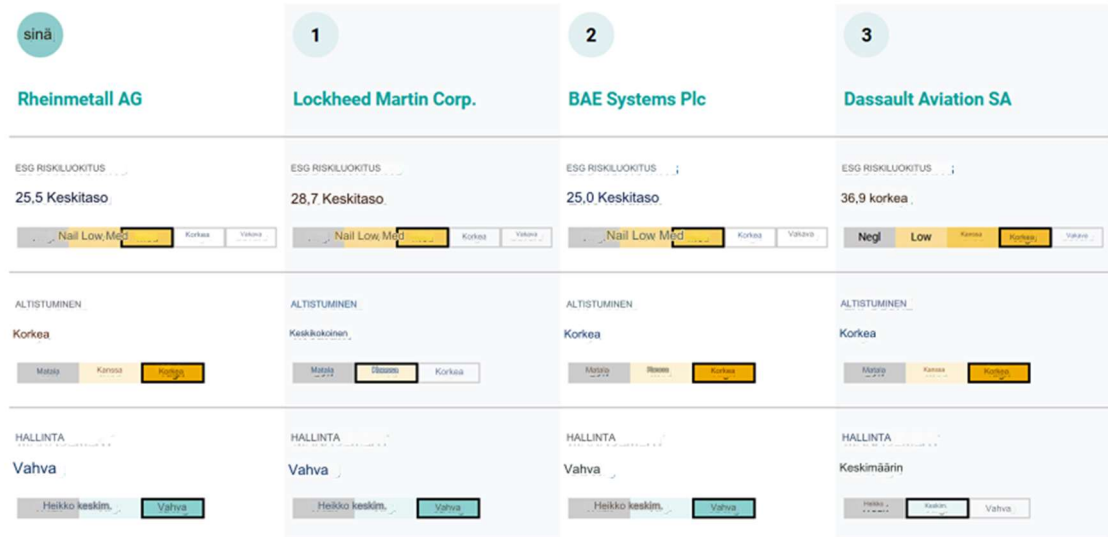 sinä
1
2
3
Rheinmetall AG
Lockheed Martin Corp.
BAE Systems Plc
Dassault Aviation SA
ESG RISKILUOKITUS
ESG RISKILUOKITUS
ESG RISKILUOKITUS
ESG RISKILUOKITUS
25,5 Keskitaso
28,7 Keskitaso
25,0 Keskitaso
36,9 korkea
Nail Low Med Korkea Vakava
Nail Low Med Korkea Vakava
Nail Low Med Korkea Vakava
Negl Low Kanssa Korkea Vakava
ALTISTUMINEN
ALTISTUMINEN
ALTISTUMINEN
ALTISTUMINEN
Korkea
Keskikokoinen
Korkea
Korkea
Matala Kanssa Korkea
Matala Korkea
Matala Korkea
Matala Kanssa Korkea
HALLINTA
HALLINTA
HALLINTA
HALLINTA
Vahva
Vahva
Vahva
Keskimäärin
Heikko keskim. Vahva
Heikko keskim. Vahva
Heikko keskim. Vahva
Heikko Keskim. Vahva